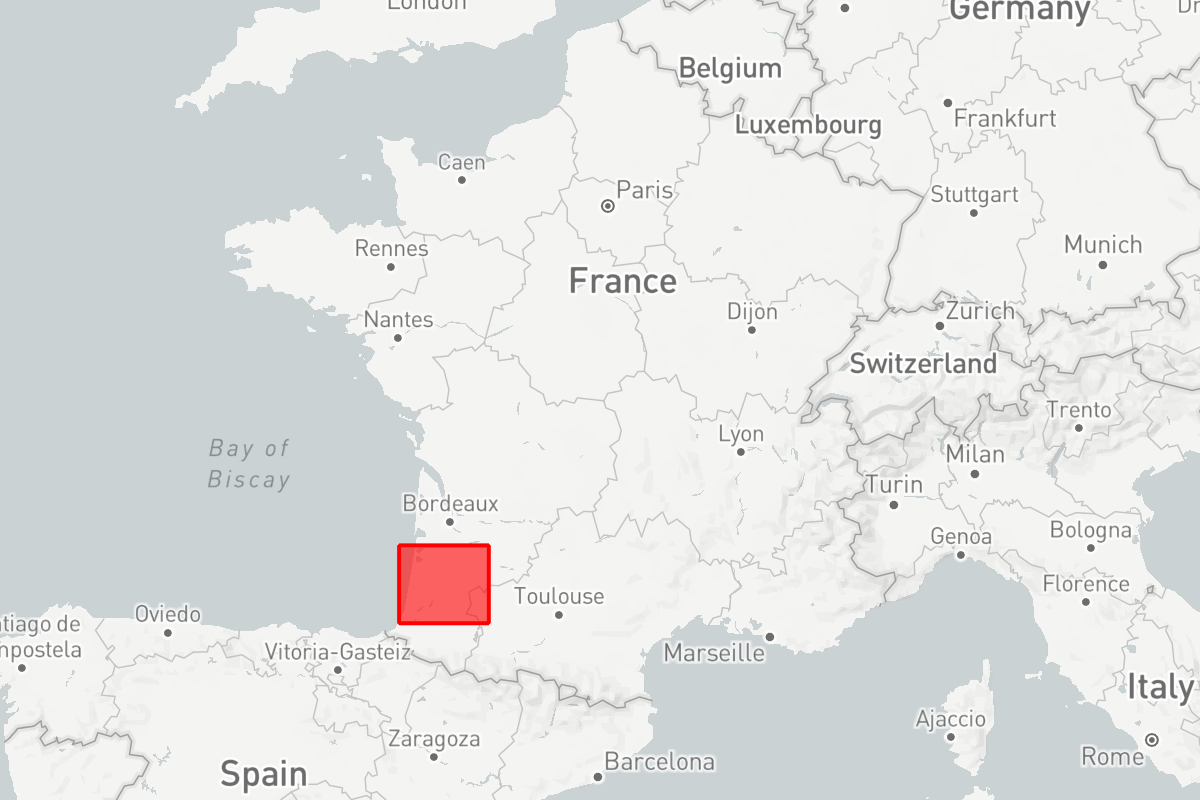 London
Germany
Belgium
Luxembourg
Frankfurt
Caen
Paris
Stuttgart
Rennes
Munich
France
Nantes
Dijon
Zurich
Switzerland
Trento
Bay of
Biscay
Lyon
Milan
Turin
Bordeaux
Genoa
Bologna
Florence
Toulouse
Oviedo
tiago de
mpostela
Vitoria-Gasteiz
Marseille
Italy
Ajaccio
Zaragoza
Rome
Barcelona
Spain